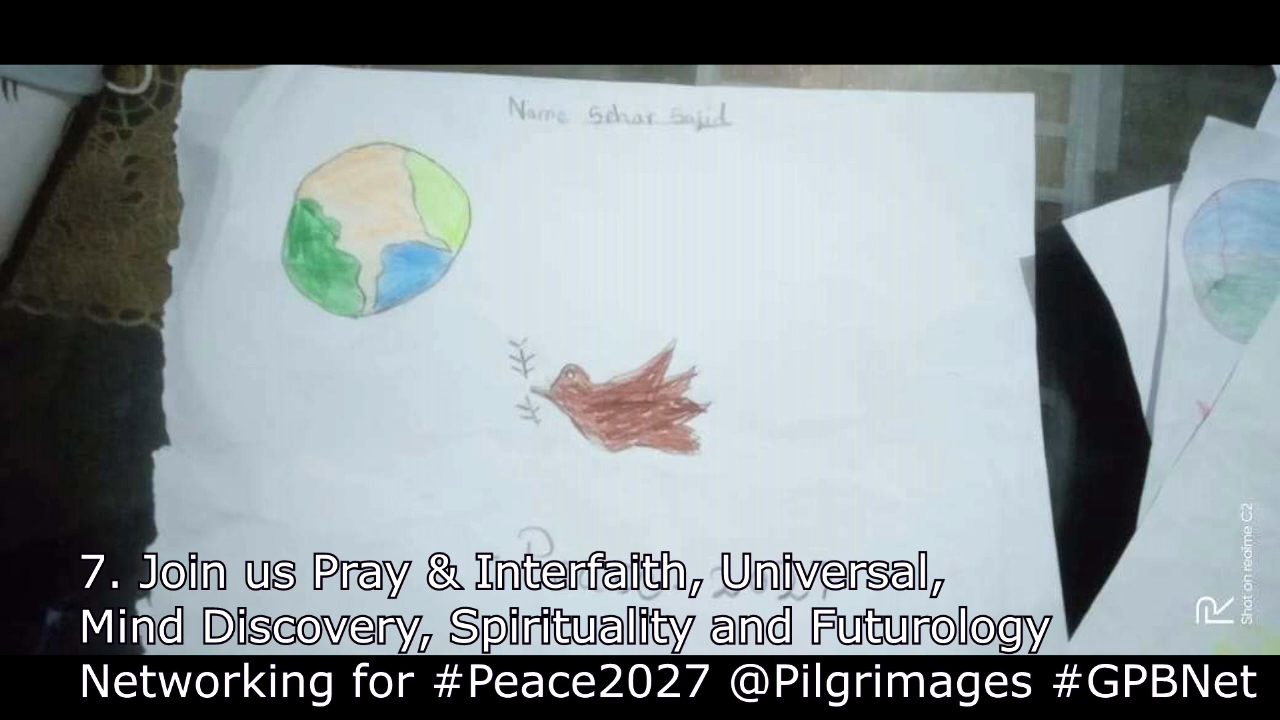 Name Sehar Sajid
7. Join us Pray & Interfaith, Universal,
Mind Discovery, Spirituality and Futurology
Networking for #Peace2027 @Pilgrimages #GPBNet
Shot on realme C2